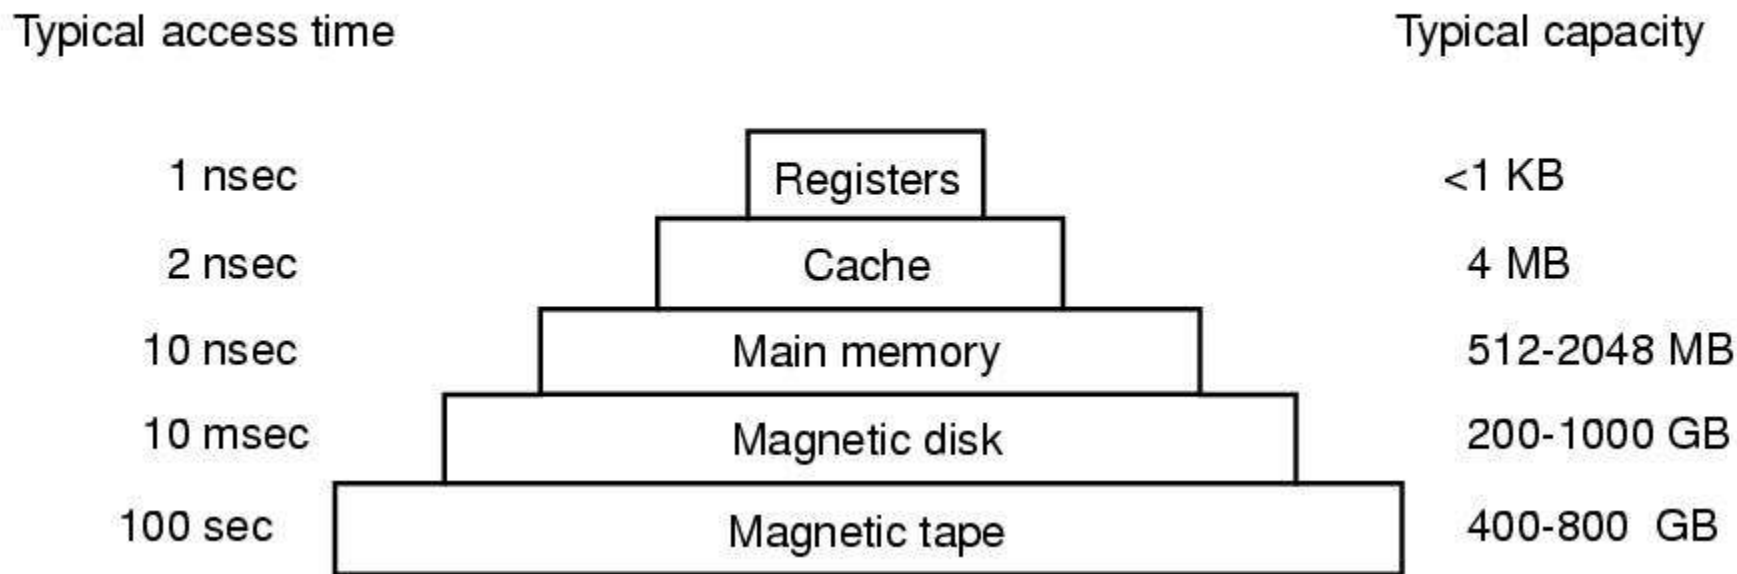 Typical access time Typical capacity
1 nsec Registers <1 KB
2 nsec Cache 4 MB
10 nsec Main memory 512-2048 MB
10 msec Magnetic disk 200-1000 GB
100 sec Magnetic tape 400-800 GB